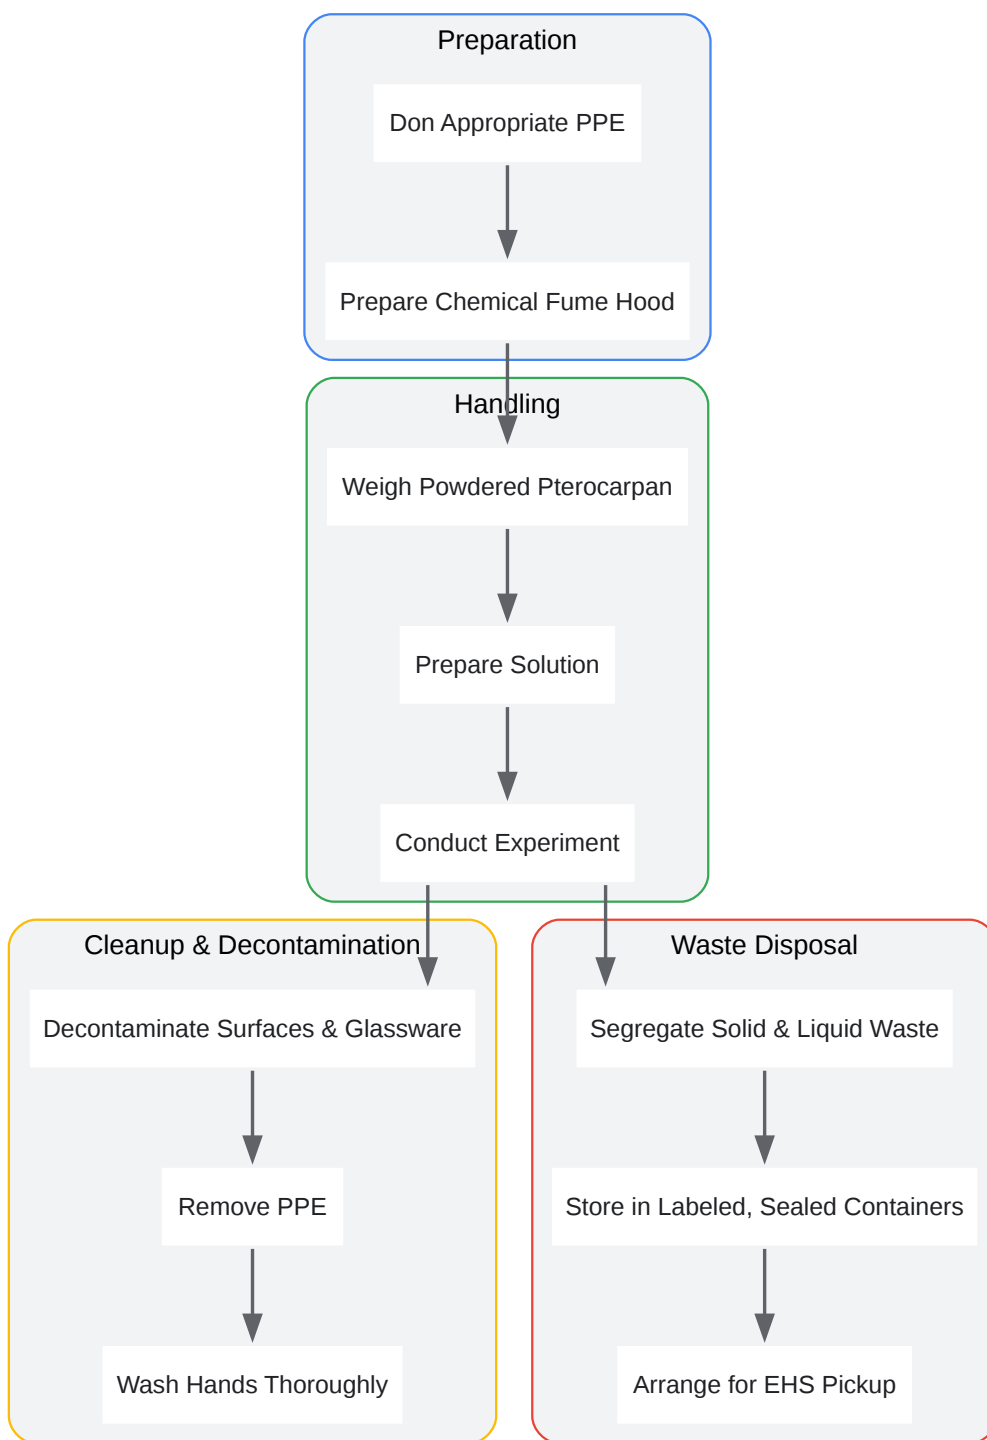 Preparation
Don Appropriate PPE
Prepare Chemical Fume Hood
Handling
Weigh Powdered Pterocarpan
Prepare Solution
Conduct Experiment
Cleanup & Decontamination
Decontaminate Surfaces & Glassware
Remove PPE
Wash Hands Thoroughly
Waste Disposal
Segregate Solid & Liquid Waste
Store in Labeled, Sealed Containers
Arrange for EHS Pickup